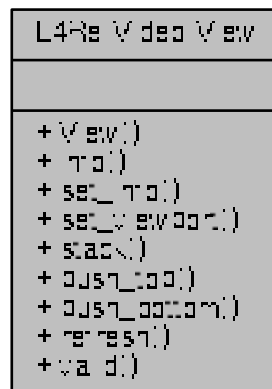 L4Re Video View
+ View()
+ info()
+ set_info()
+ set_viewport()
+ stack()
+ push_top()
+ push_bottom()
+ refresh()
+ valid()